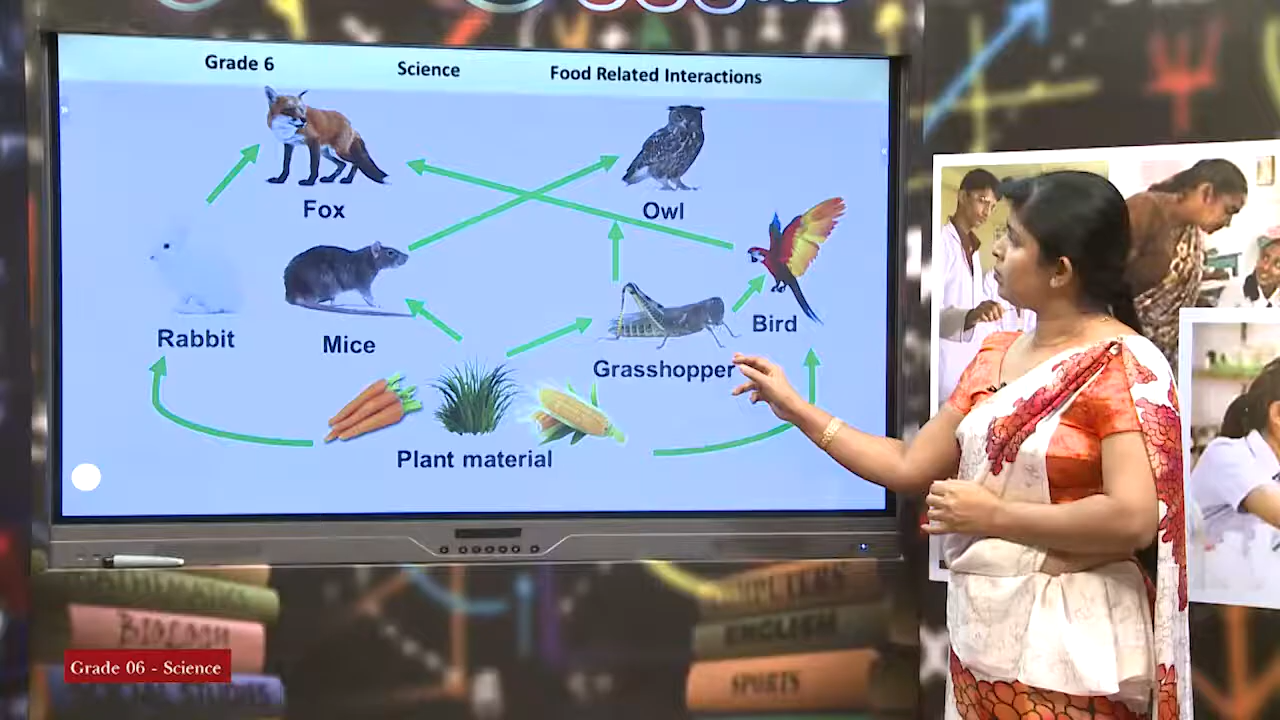 Grade 6 Science Food Related Interactions
Fox
Owl
Rabbit
Mice
Bird
Grasshopper
Plant material
BIOLOGY
ENGLISH
SPORTS
Grade 06 - Science